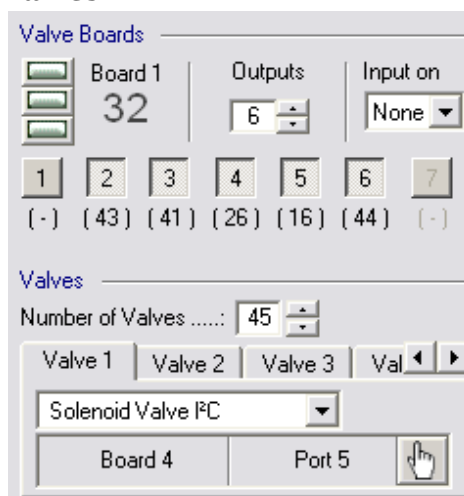 Valve Boards
Board 1 Outputs Input on
32 6 None
1 2 3 4 5 6 7
(-) (43) (41) (26) (16) (44) (-)
Valves
Number of Valves .....: 45
Valve 1 Valve 2 Valve 3 Val
Solenoid Valve I²C
Board 4 Port 5